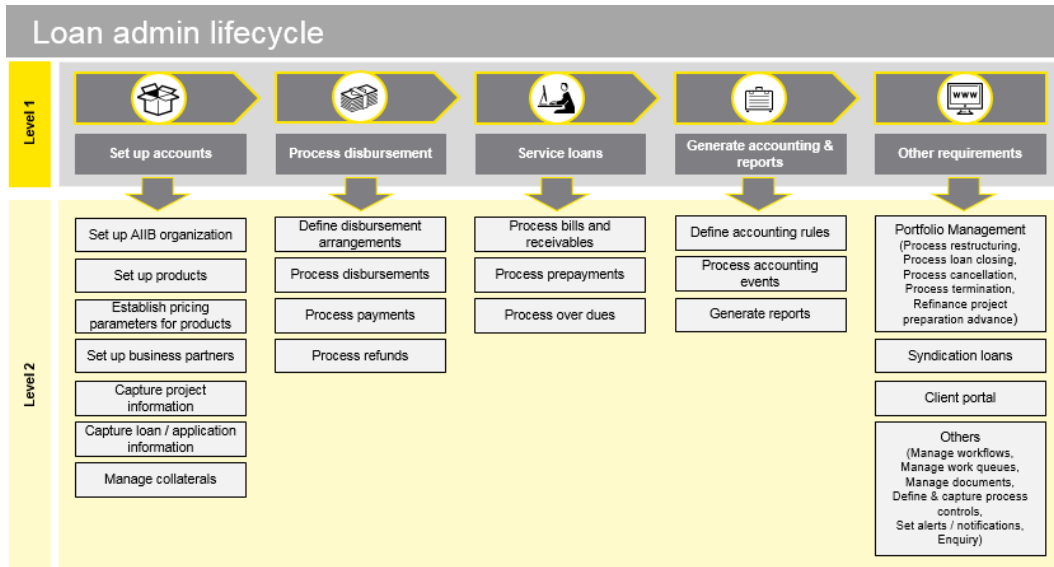 Loan admin lifecycle
Level 1
WWW
Set up accounts
Process disbursement
Service loans
Generate accounting &
reports
Other requirements
Level 2
Set up AIIB organization
Set up products
Establish pricing
parameters for products
Set up business partners
Capture project
information
Capture loan / application
information
Manage collaterals
Define disbursement
arrangements
Process disbursements
Process payments
Process refunds
Process bills and
receivables
Process prepayments
Process over dues
Define accounting rules
Process accounting
events
Generate reports
Portfolio Management
(Process restructuring,
Process loan closing,
Process cancellation,
Process termination,
Refinance project
preparation advance)
Syndication loans
Client portal
Others
(Manage workflows,
Manage work queues,
Manage documents,
Define & capture process
controls,
Set alerts / notifications,
Enquiry)